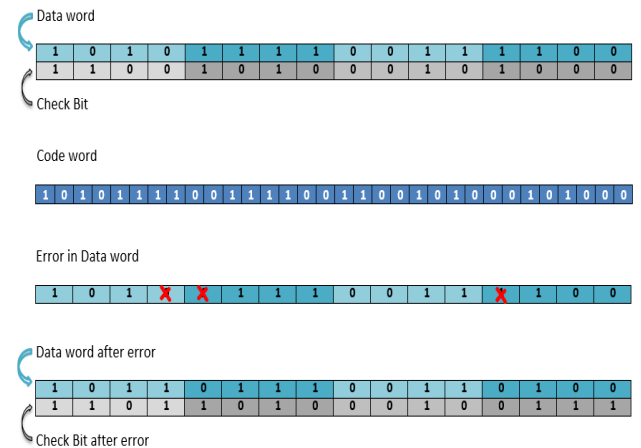 Data word
1 0 1 0 1 1 1 1 0 0 1 1 1 1 0 0
1 1 0 0 1 0 1 0 0 0 1 0 1 0 0 0
Check Bit
Code word
1 0 1 0 1 1 1 1 0 0 1 1 1 1 0 0 1 1 0 0 1 0 1 0 0 0 1 0 1 0 0 0
Error in Data word
1 0 1 X X 1 1 1 0 0 1 1 X 1 0 0
Data word after error
1 0 1 1 0 1 1 1 0 0 1 1 0 1 0 0
1 1 0 1 1 0 1 0 0 0 1 0 0 1 1 1
Check Bit after error